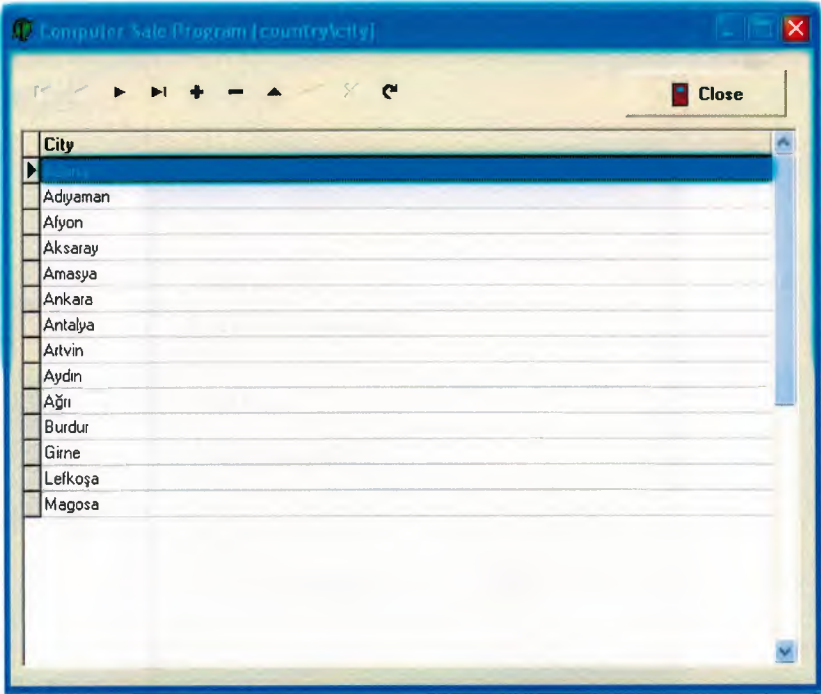 Computer Sale Program [country\city]
Close
City
Adana
Adıyaman
Afyon
Aksaray
Amasya
Ankara
Antalya
Artvin
Aydın
Ağrı
Burdur
Girne
Lefkoşa
Magosa